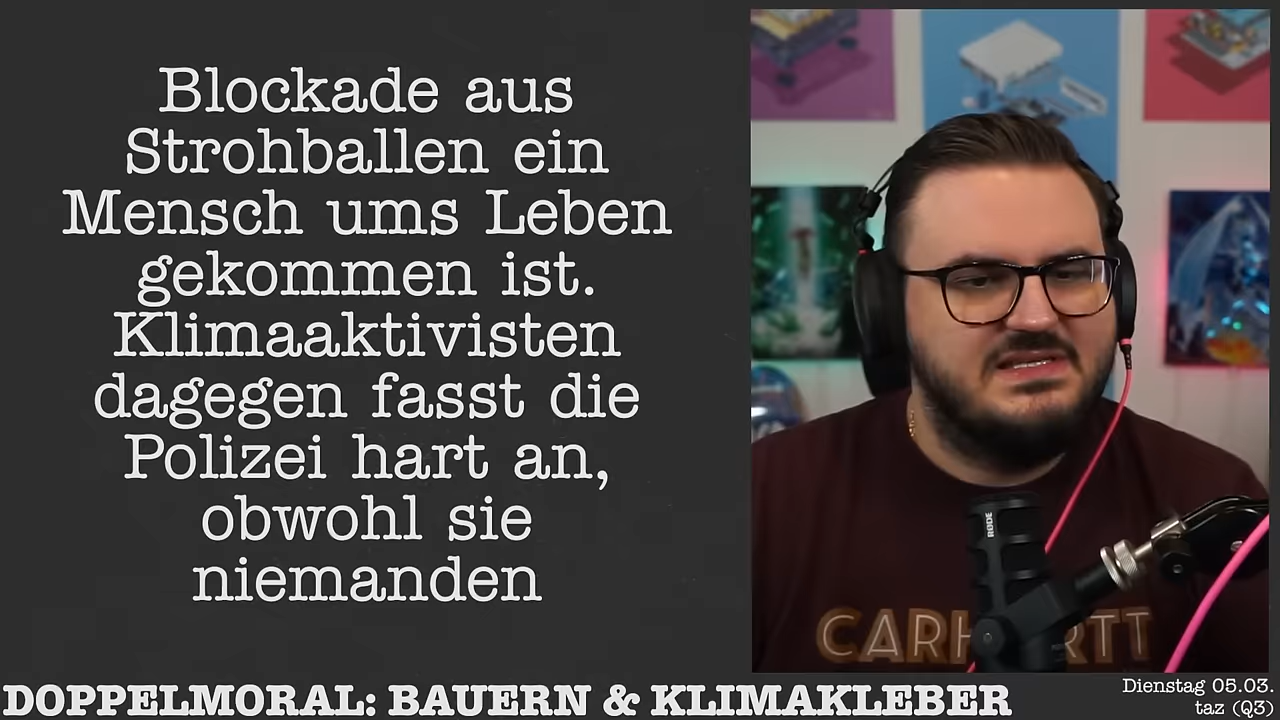 Blockade aus
Strohballen ein
Mensch ums Leben
gekommen ist.
Klimaaktivisten
dagegen fasst die
Polizei hart an,
obwohl sie
niemanden
RØDE
CARHARTT
DOPPELMORAL: BAUERN & KLIMAKLEBER
Dienstag 05.03.
taz (Q3)